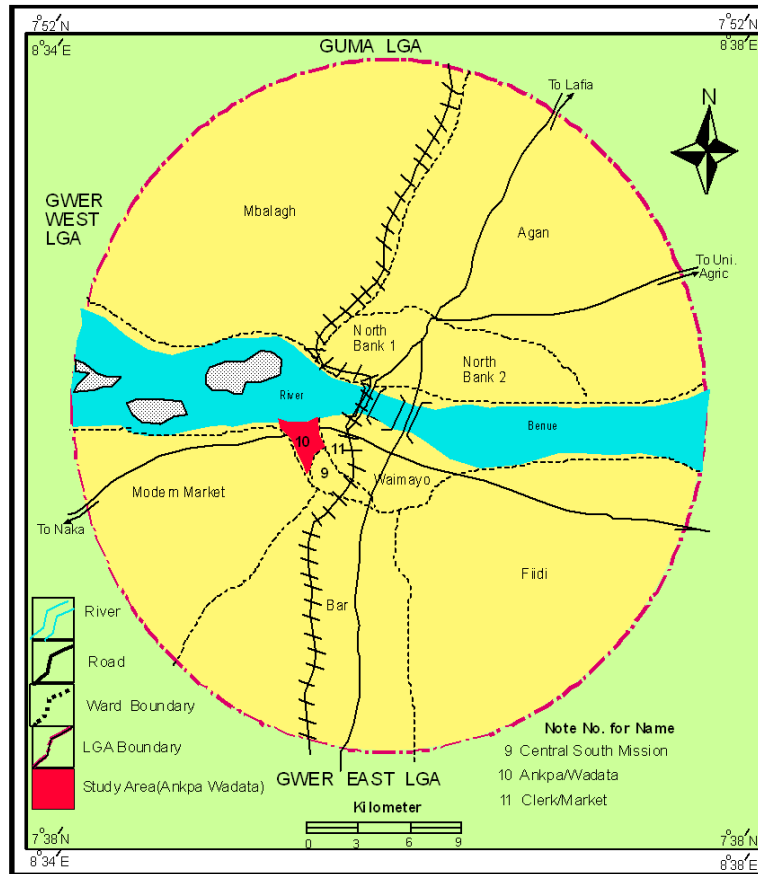 7°52′N
8°34′E
7°52′N
8°38′E
GUMA LGA
To Lafia
N
GWER
WEST
LGA
Mbalagh
Agan
To Uni.
Agric
North
Bank 1
North
Bank 2
River
Benue
10
11
9
Waimayo
Modern Market
To Naka
Fiidi
Bar
River
Road
Ward Boundary
LGA Boundary
Study Area(Ankpa Wadata)
GWER EAST LGA
Note No. for Name
9 Central South Mission
10 Ankpa/Wadata
11 Clerk/Market
Kilometer
0 3 6 9
7°38′N
8°34′E
7°38′N
8°38′E